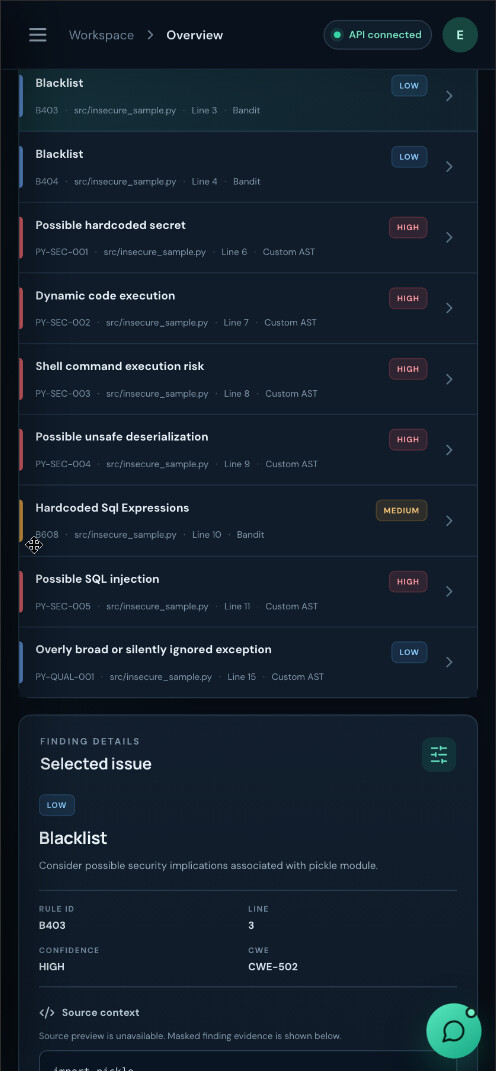 Workspace > Overview API connected E
Blacklist LOW
B403 · src/insecure_sample.py · Line 3 · Bandit
Blacklist LOW
B404 · src/insecure_sample.py · Line 4 · Bandit
Possible hardcoded secret HIGH
PY-SEC-001 · src/insecure_sample.py · Line 6 · Custom AST
Dynamic code execution HIGH
PY-SEC-002 · src/insecure_sample.py · Line 7 · Custom AST
Shell command execution risk HIGH
PY-SEC-003 · src/insecure_sample.py · Line 8 · Custom AST
Possible unsafe deserialization HIGH
PY-SEC-004 · src/insecure_sample.py · Line 9 · Custom AST
Hardcoded Sql Expressions MEDIUM
B608 · src/insecure_sample.py · Line 10 · Bandit
Possible SQL injection HIGH
PY-SEC-005 · src/insecure_sample.py · Line 11 · Custom AST
Overly broad or silently ignored exception LOW
PY-QUAL-001 · src/insecure_sample.py · Line 15 · Custom AST
FINDING DETAILS
Selected issue
LOW
Blacklist
Consider possible security implications associated with pickle module.
RULE ID LINE
B403 3
CONFIDENCE CWE
HIGH CWE-502
</> Source context
Source preview is unavailable. Masked finding evidence is shown below.
import pickle